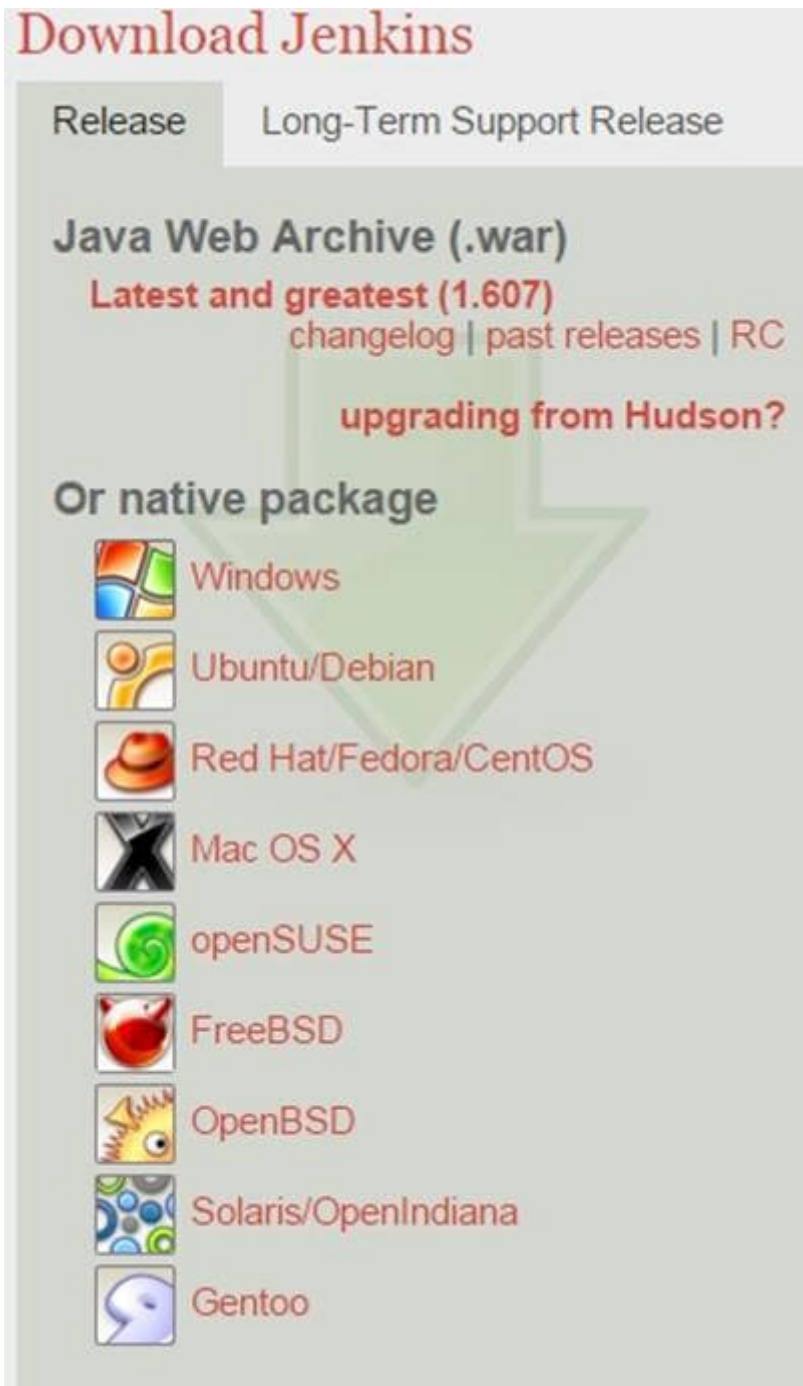 Download Jenkins
Release Long-Term Support Release
Java Web Archive (.war)
Latest and greatest (1.607)
changelog | past releases | RC
upgrading from Hudson?
Or native package
Windows
Ubuntu/Debian
Red Hat/Fedora/CentOS
Mac OS X
openSUSE
FreeBSD
OpenBSD
Solaris/OpenIndiana
Gentoo